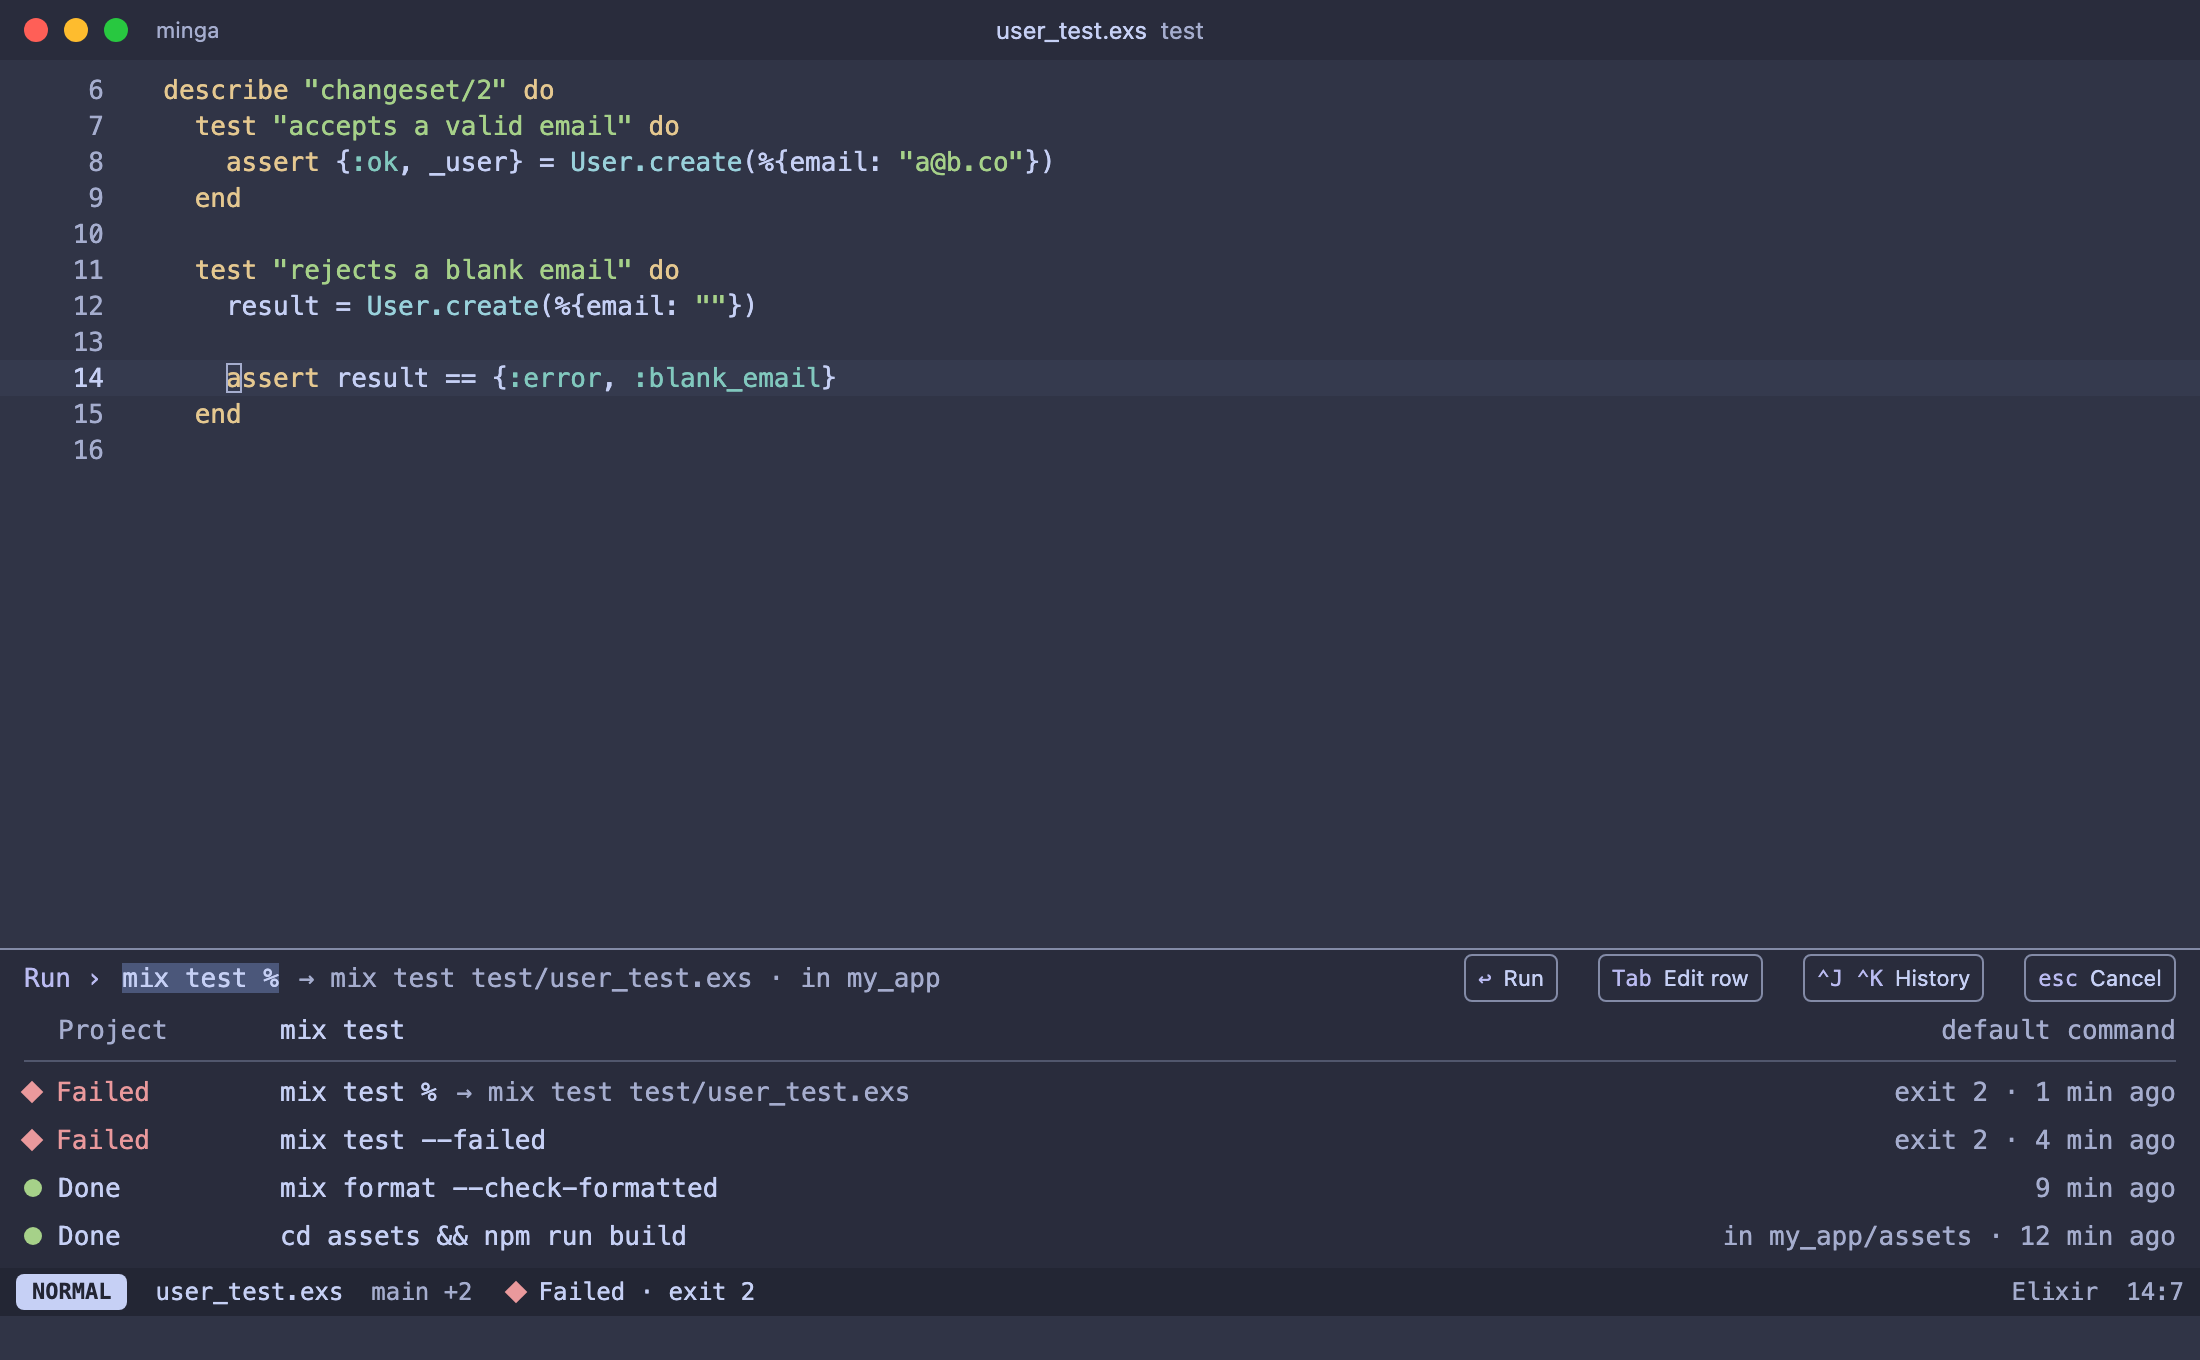 minga user_test.exs test
6 describe "changeset/2" do
7 test "accepts a valid email" do
8 assert {:ok, _user} = User.create(%{email: "a@b.co"})
9 end
10
11 test "rejects a blank email" do
12 result = User.create(%{email: ""})
13
14 assert result == {:error, :blank_email}
15 end
16
Run › mix test % → mix test test/user_test.exs · in my_app ↩ Run Tab Edit row ^J ^K History esc Cancel
Project mix test default command
Failed mix test % → mix test test/user_test.exs exit 2 · 1 min ago
Failed mix test --failed exit 2 · 4 min ago
Done mix format --check-formatted 9 min ago
Done cd assets && npm run build in my_app/assets · 12 min ago
NORMAL user_test.exs main +2 Failed · exit 2 Elixir 14:7